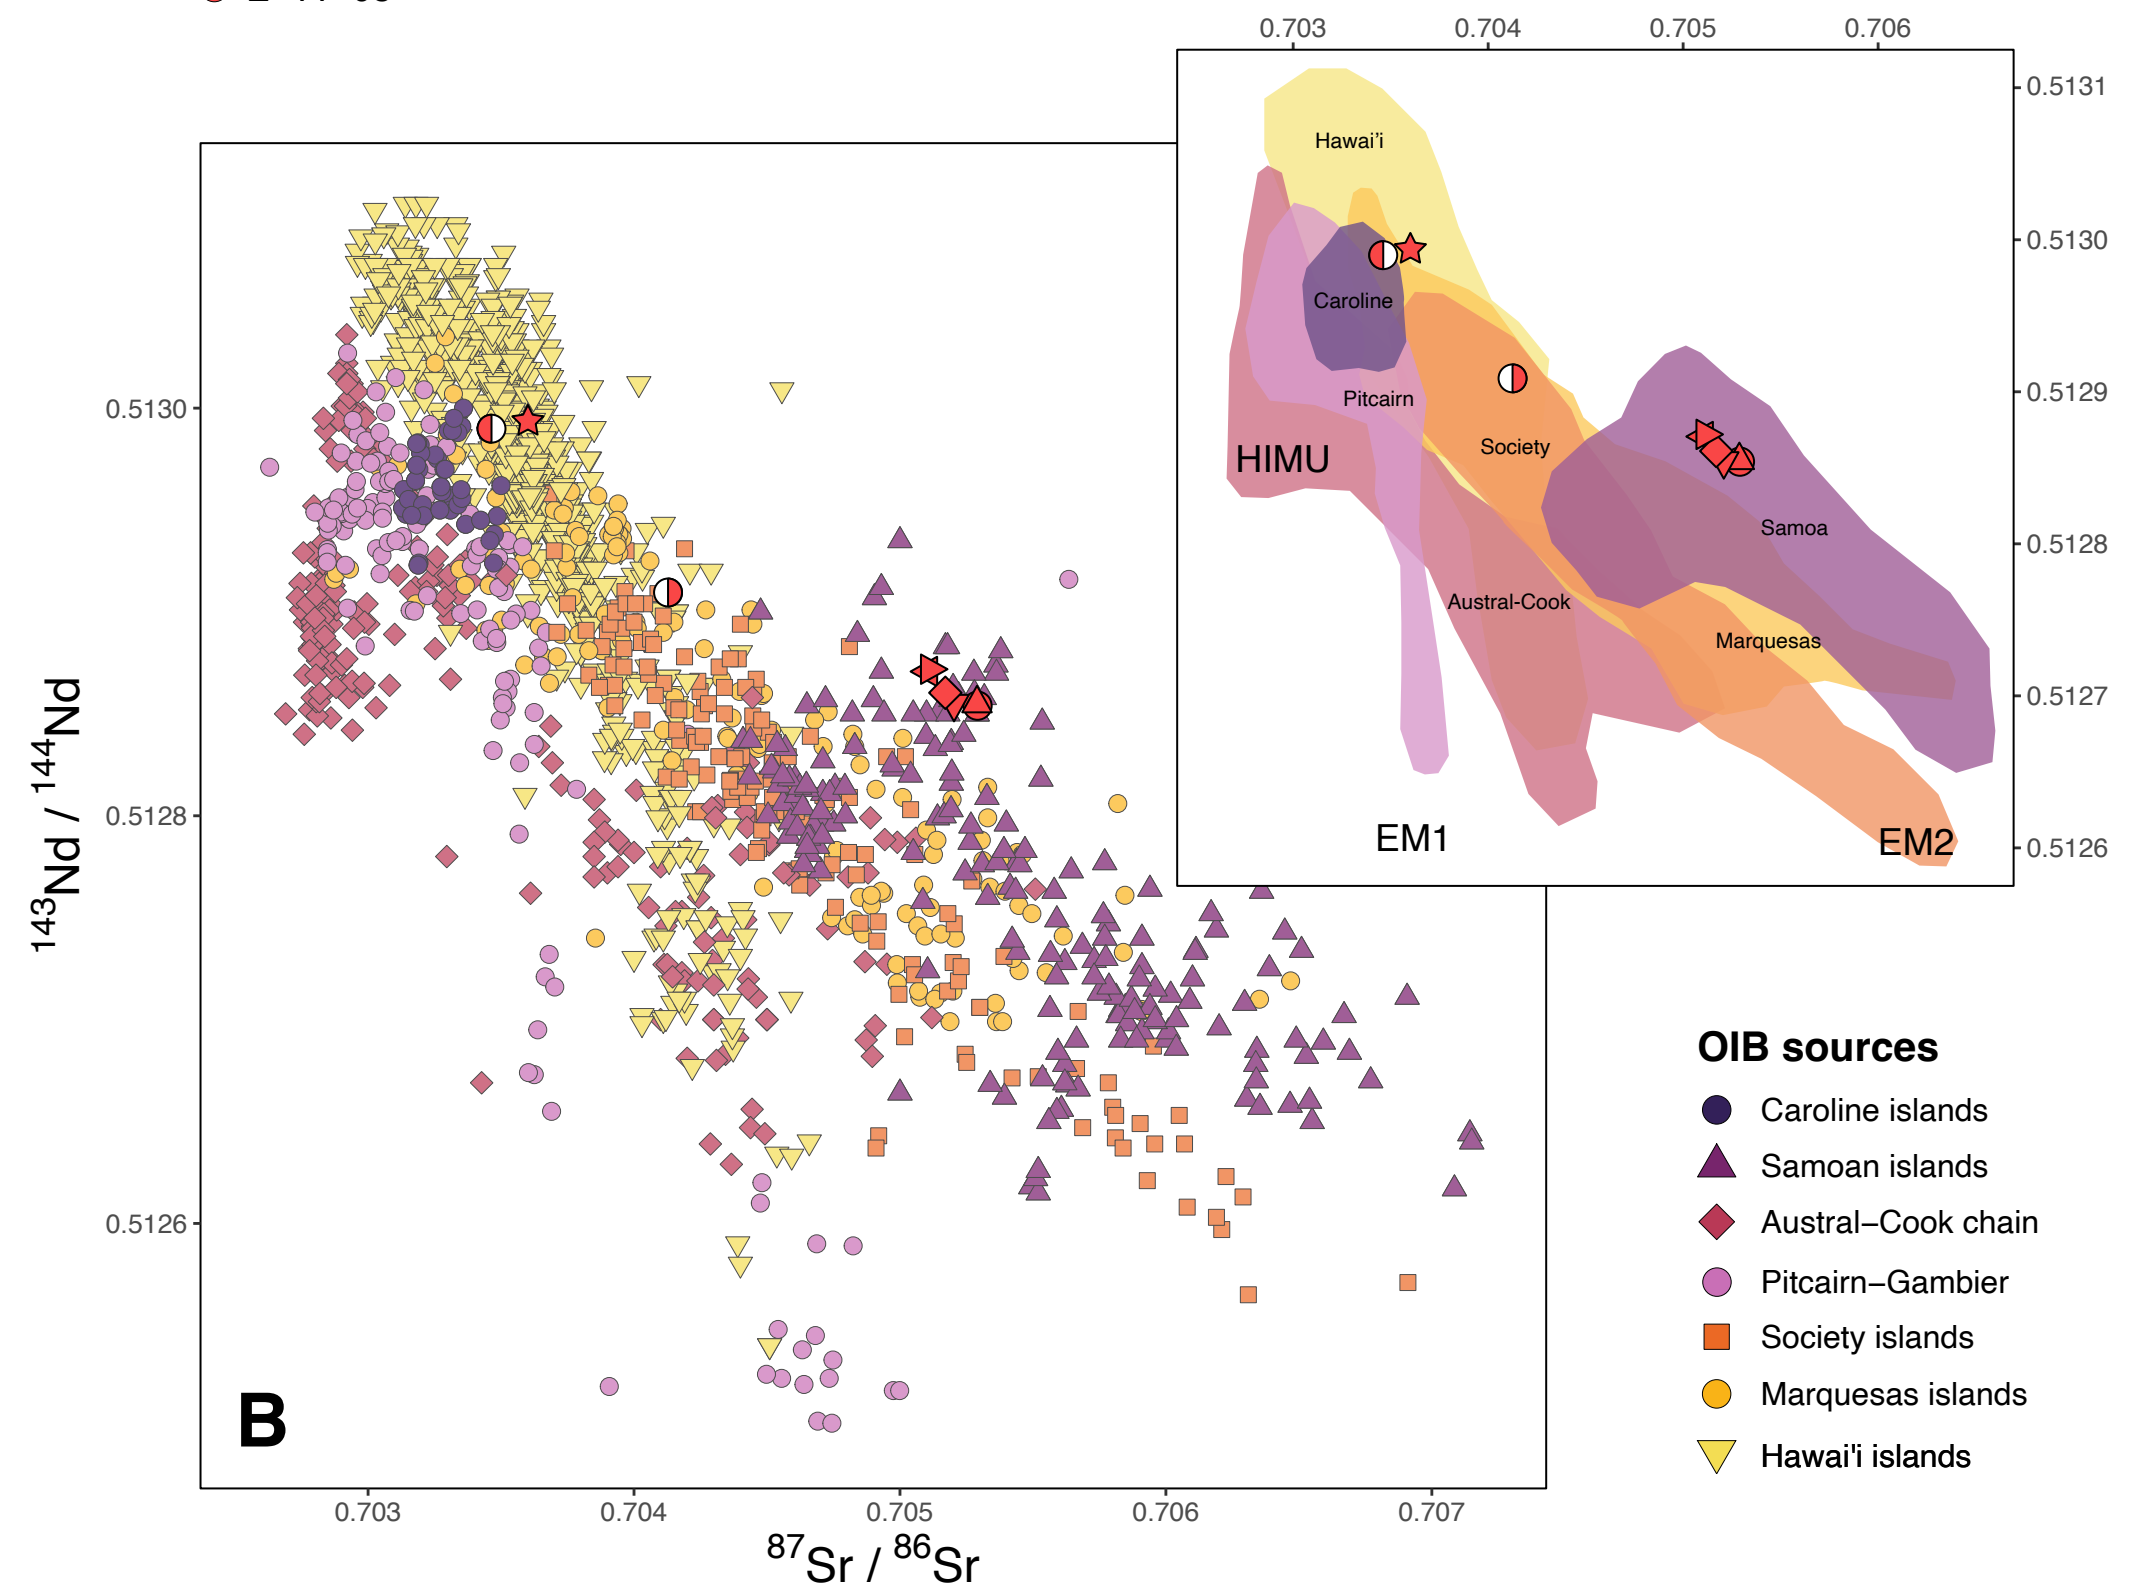 0.703 0.704 0.705 0.706
0.5131
0.5130
0.5129
0.5128
0.5127
0.5126
Hawai'i
Caroline
Pitcairn
HIMU
Society
Samoa
Austral-Cook
Marquesas
EM1
EM2
0.5130
0.5128
0.5126
143Nd / 144Nd
B
0.703 0.704 0.705 0.706 0.707
87Sr / 86Sr
OIB sources
Caroline islands
Samoan islands
Austral–Cook chain
Pitcairn–Gambier
Society islands
Marquesas islands
Hawai'i islands